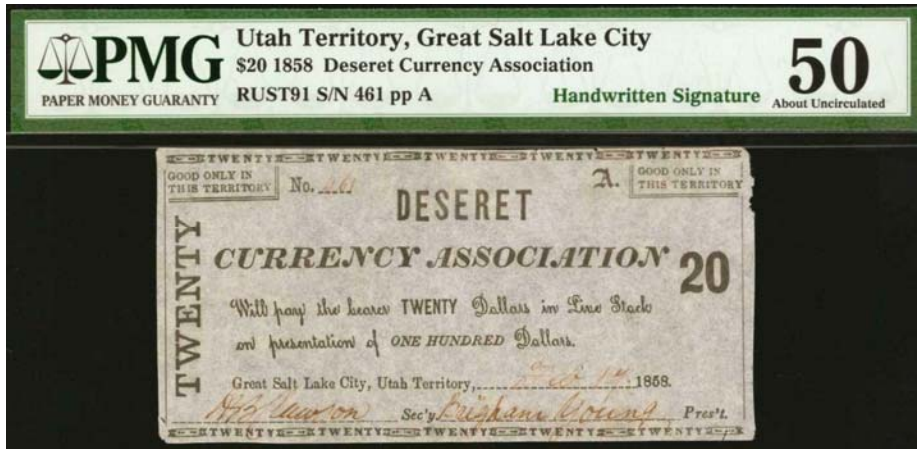 PMG
PAPER MONEY GUARANTY
Utah Territory, Great Salt Lake City
$20 1858 Deseret Currency Association
RUST91 S/N 461 pp A
Handwritten Signature
50
About Uncirculated
TWENTY TWENTY TWENTY TWENTY TWENTY
GOOD ONLY IN
THIS TERRITORY
No. 461
A.
GOOD ONLY IN
THIS TERRITORY
DESERET
TWENTY
CURRENCY ASSOCIATION
20
Will pay the bearer TWENTY Dollars in Live Stock
on presentation of ONE HUNDRED Dollars.
Great Salt Lake City, Utah Territory, 1858.
Sec'y. Brigham Young Pres't.
TWENTY TWENTY TWENTY TWENTY TWENTY